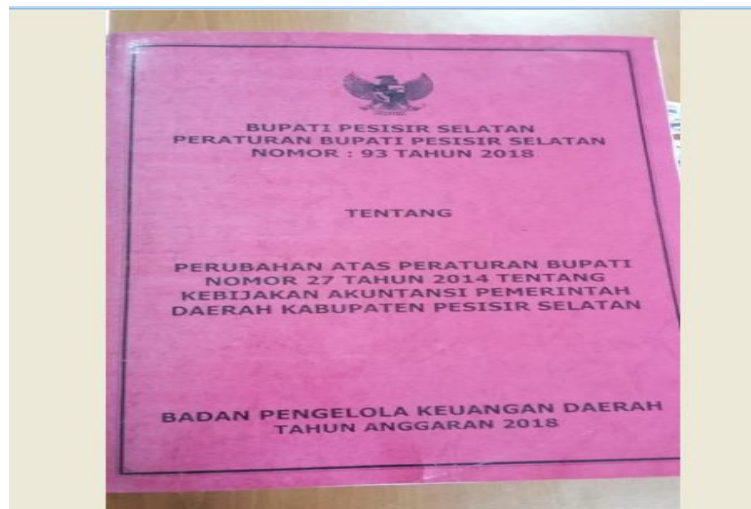 BUPATI PESISIR SELATAN
PERATURAN BUPATI PESISIR SELATAN
NOMOR : 93 TAHUN 2018
TENTANG
PERUBAHAN ATAS PERATURAN BUPATI
NOMOR 27 TAHUN 2014 TENTANG
KEBIJAKAN AKUNTANSI PEMERINTAH
DAERAH KABUPATEN PESISIR SELATAN
BADAN PENGELOLA KEUANGAN DAERAH
TAHUN ANGGARAN 2018